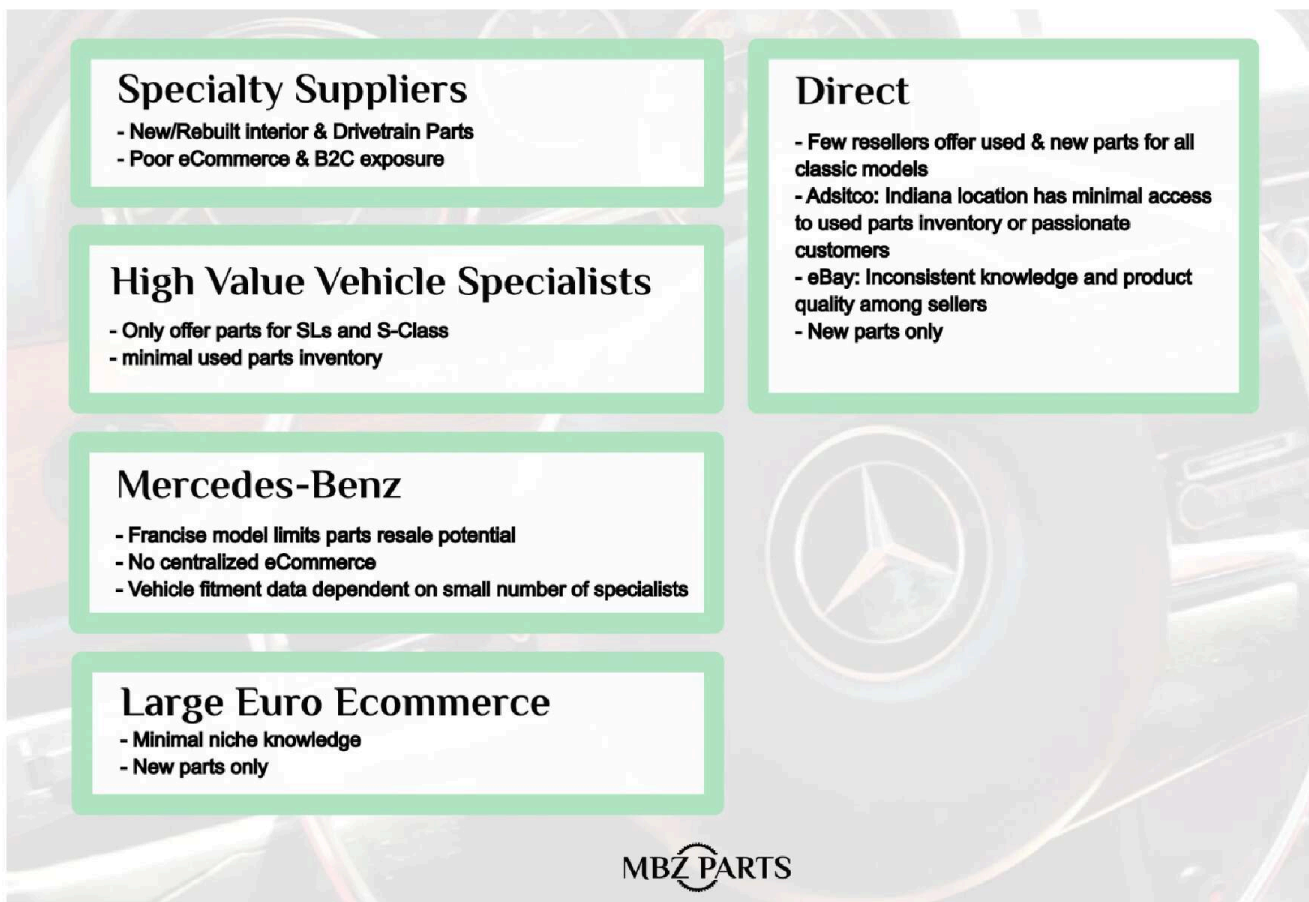 Specialty Suppliers
- New/Rebuilt interior & Drivetrain Parts
- Poor eCommerce & B2C exposure
High Value Vehicle Specialists
- Only offer parts for SLs and S-Class
- minimal used parts inventory
Mercedes-Benz
- Francise model limits parts resale potential
- No centralized eCommerce
- Vehicle fitment data dependent on small number of specialists
Large Euro Ecommerce
- Minimal niche knowledge
- New parts only
Direct
- Few resellers offer used & new parts for all
classic models
- Adsitco: Indiana location has minimal access
to used parts inventory or passionate
customers
- eBay: Inconsistent knowledge and product
quality among sellers
- New parts only
MBZ PARTS